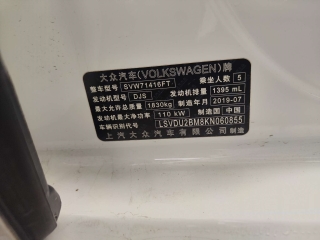 大众汽车(VOLKSWAGEN)牌 乘坐人数 5
整车型号 SVW71416FT 发动机排量 1395 mL
发动机型号 DJS 制造年月 2019-07
最大允许总质量 1830kg 制造国 中国
发动机最大净功率 110 kW
车辆识别代号 LSVDU2BM8KN060855
上汽大众汽车有限公司 制造